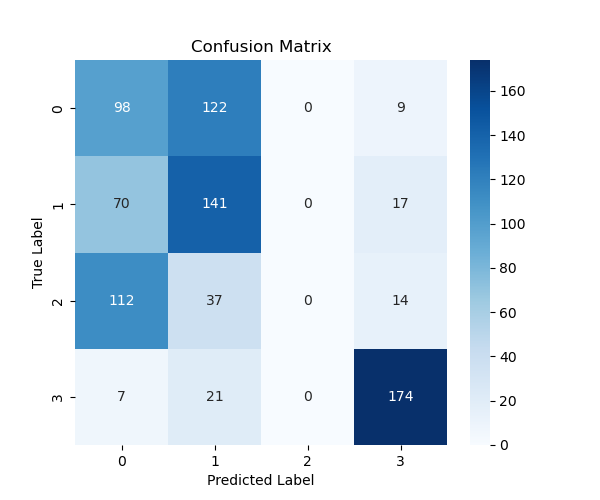 Confusion Matrix
0 98 122 0 9
1 70 141 0 17
2 112 37 0 14
3 7 21 0 174
0 1 2 3
True Label
Predicted Label
160
140
120
100
80
60
40
20
0